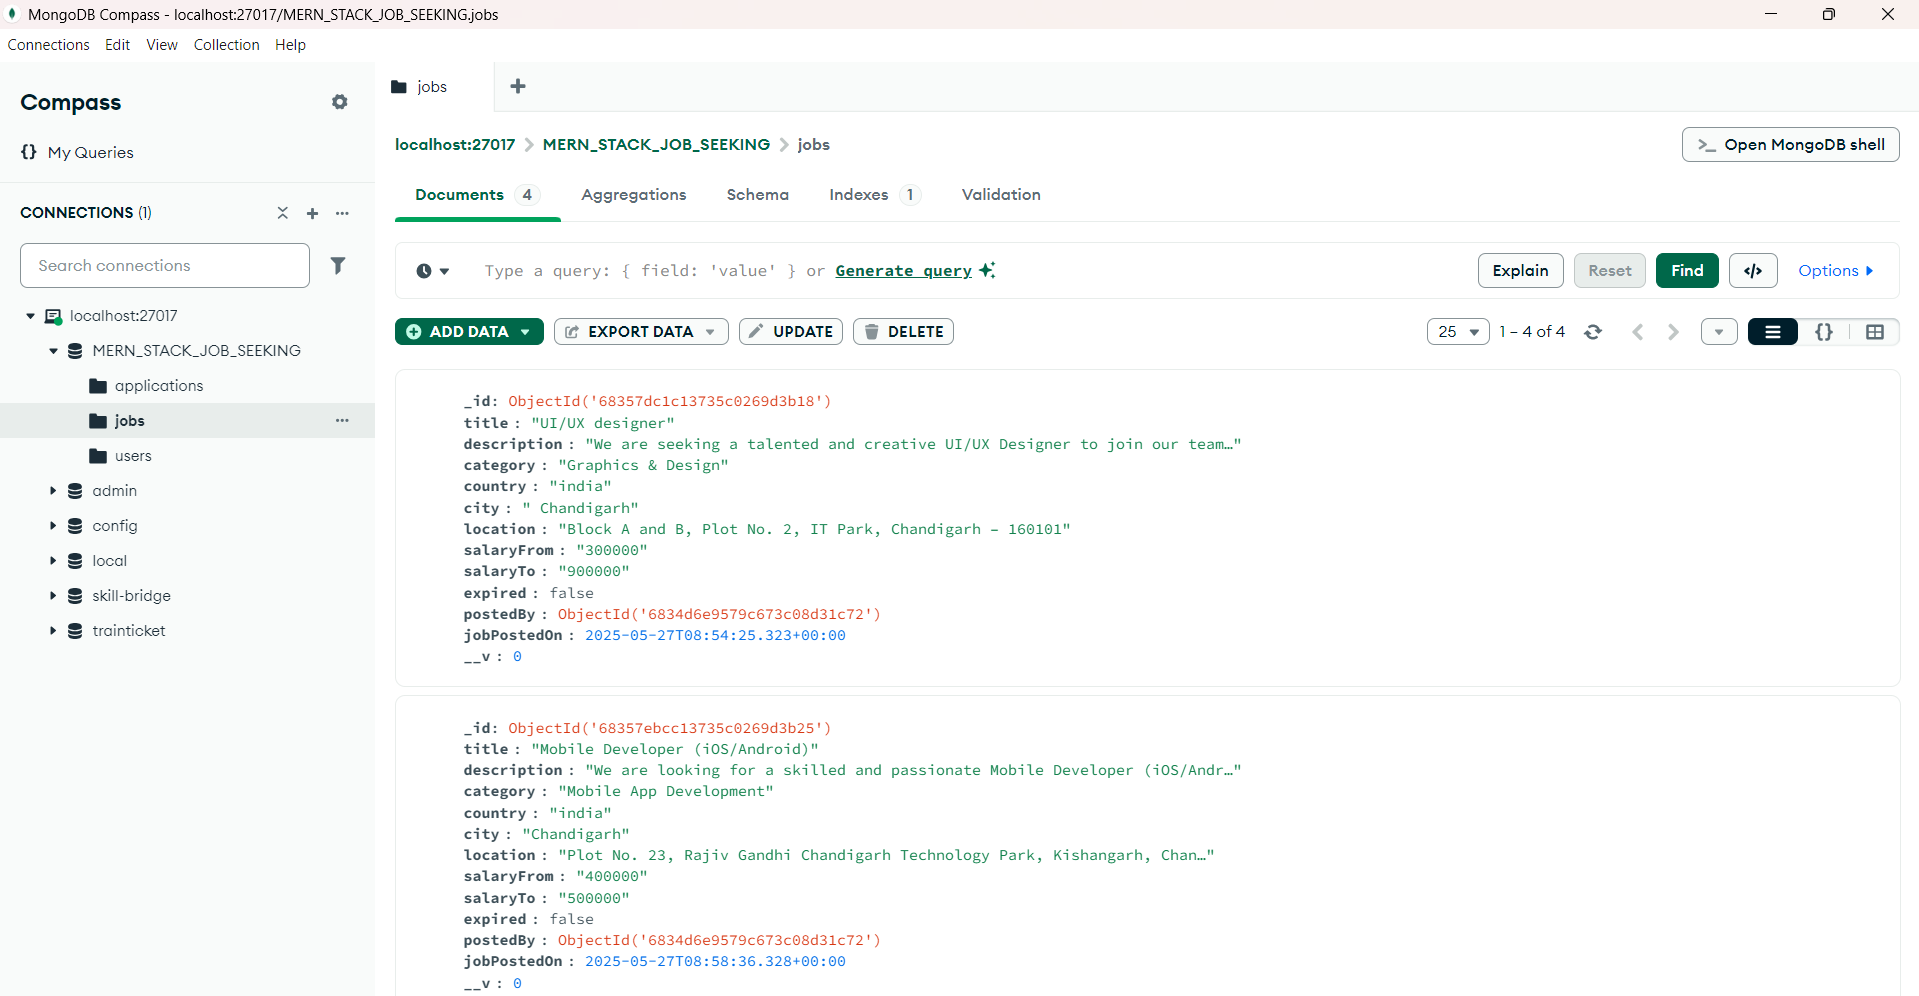 MongoDB Compass - localhost:27017/MERN_STACK_JOB_SEEKING.jobs
Connections Edit View Collection Help
Compass
My Queries
CONNECTIONS (1)
Search connections
localhost:27017
MERN_STACK_JOB_SEEKING
applications
jobs
users
admin
config
local
skill-bridge
trainticket
jobs
localhost:27017 > MERN_STACK_JOB_SEEKING > jobs
>_ Open MongoDB shell
Documents 4 Aggregations Schema Indexes 1 Validation
Type a query: { field: 'value' } or Generate query
Explain Reset Find </> Options
ADD DATA EXPORT DATA UPDATE DELETE
25 1 – 4 of 4 {}
_id: ObjectId('68357dc1c13735c0269d3b18')
title : "UI/UX designer"
description : "We are seeking a talented and creative UI/UX Designer to join our team…"
category : "Graphics & Design"
country : "india"
city : " Chandigarh"
location : "Block A and B, Plot No. 2, IT Park, Chandigarh – 160101"
salaryFrom : "300000"
salaryTo : "900000"
expired : false
postedBy : ObjectId('6834d6e9579c673c08d31c72')
jobPostedOn : 2025-05-27T08:54:25.323+00:00
__v : 0
_id: ObjectId('68357ebcc13735c0269d3b25')
title : "Mobile Developer (iOS/Android)"
description : "We are looking for a skilled and passionate Mobile Developer (iOS/Andr…"
category : "Mobile App Development"
country : "india"
city : "Chandigarh"
location : "Plot No. 23, Rajiv Gandhi Chandigarh Technology Park, Kishangarh, Chan…"
salaryFrom : "400000"
salaryTo : "500000"
expired : false
postedBy : ObjectId('6834d6e9579c673c08d31c72')
jobPostedOn : 2025-05-27T08:58:36.328+00:00
__v : 0